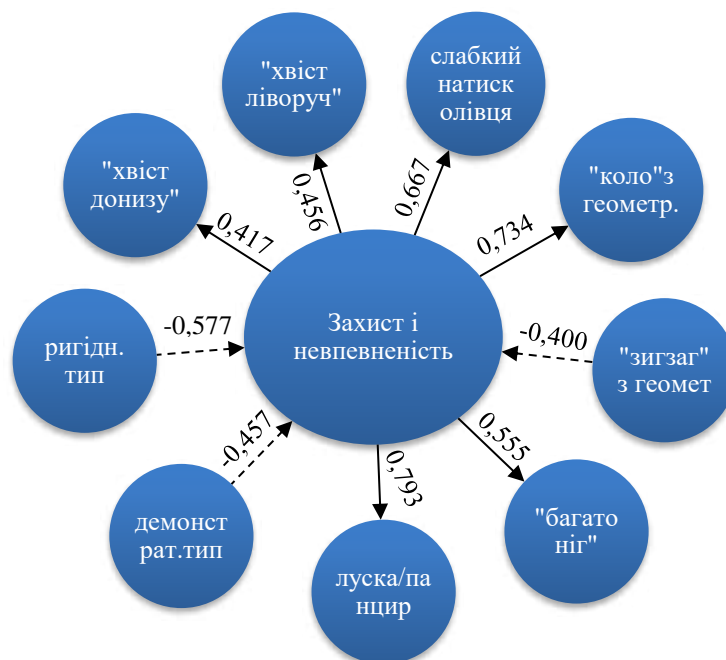 "хвіст
ліворуч"
слабкий
натиск
олівця
"хвіст
донизу"
"коло"з
геометр.
0,456
0,667
0,417
0,734
ригідн.
тип
-0,577
Захист і
невпевненість
-0,400
"зигзаг"
з геомет
-0,457
0,793
0,555
демонст
рат.тип
луска/па
нцир
"багато
ніг"